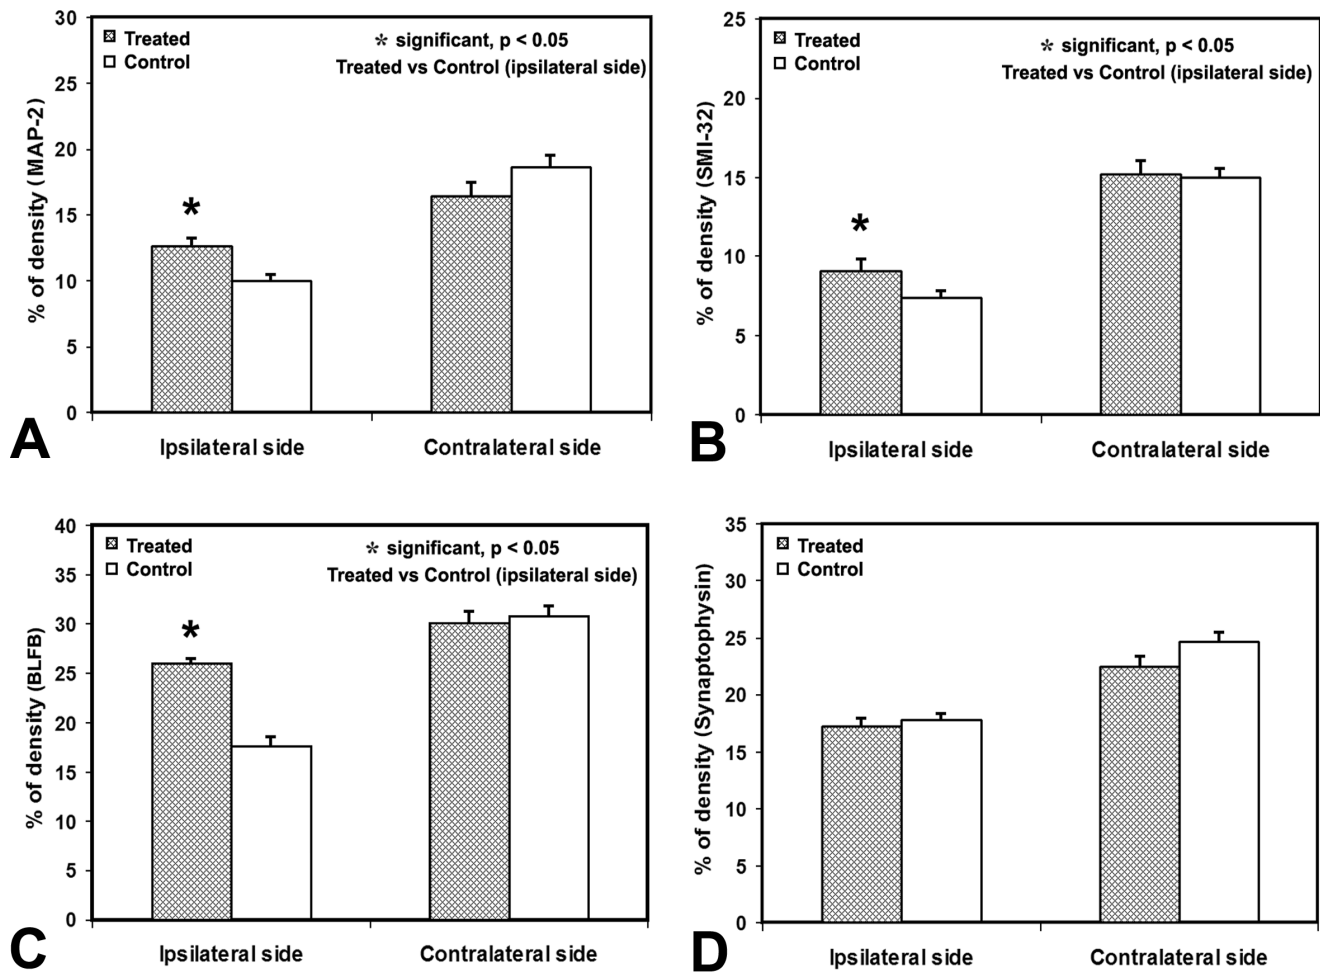 30
25
20
15
10
5
0
% of density (MAP-2)
Treated
Control
* significant, p < 0.05
Treated vs Control (ipsilateral side)
*
Ipsilateral side
Contralateral side
A
25
20
15
10
5
0
% of density (SMI-32)
Treated
Control
* significant, p < 0.05
Treated vs Control (ipsilateral side)
*
Ipsilateral side
Contralateral side
B
40
35
30
25
20
15
10
5
0
% of density (BLFB)
Treated
Control
* significant, p < 0.05
Treated vs Control (ipsilateral side)
*
Ipsilateral side
Contralateral side
C
35
30
25
20
15
10
5
0
% of density (Synaptophysin)
Treated
Control
Ipsilateral side
Contralateral side
D